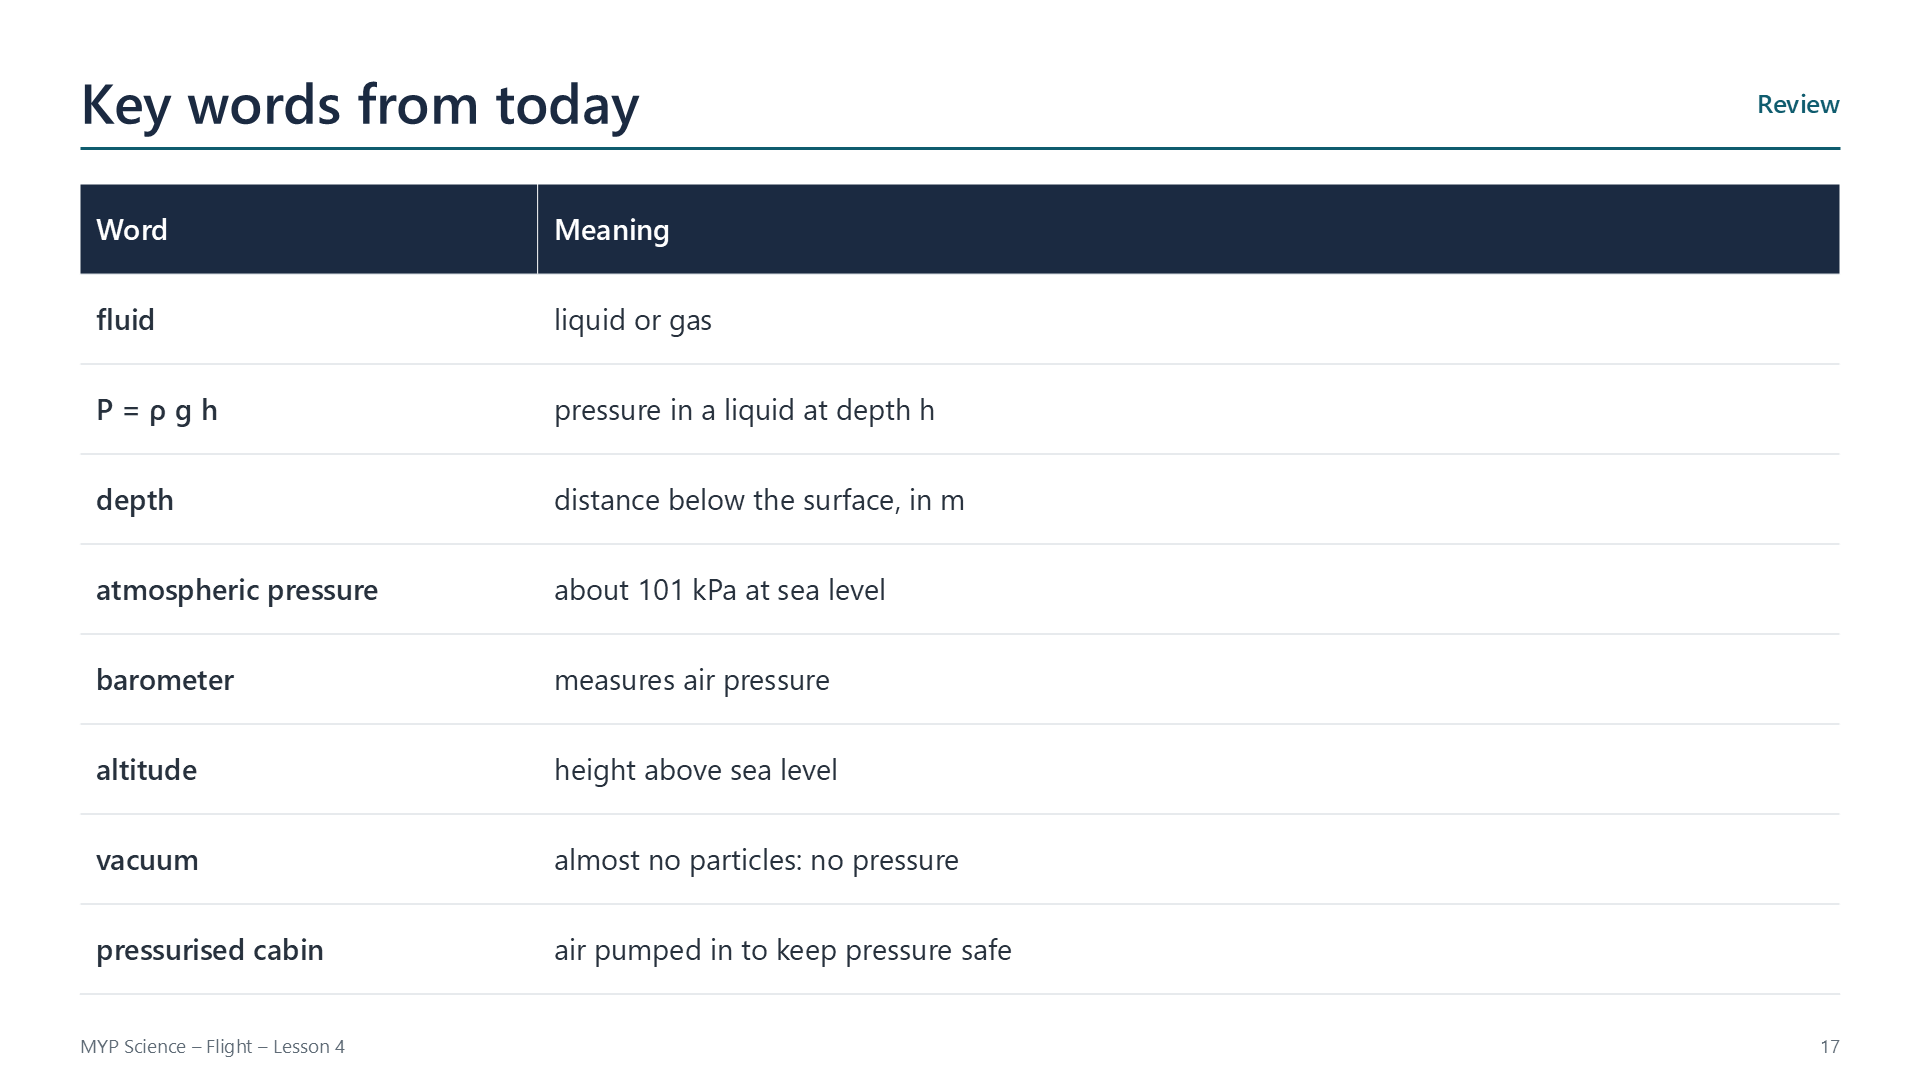 Key words from today
Review
Word
Meaning
fluid
liquid or gas
P = ρ g h
pressure in a liquid at depth h
depth
distance below the surface, in m
atmospheric pressure
about 101 kPa at sea level
barometer
measures air pressure
altitude
height above sea level
vacuum
almost no particles: no pressure
pressurised cabin
air pumped in to keep pressure safe
MYP Science – Flight – Lesson 4
17